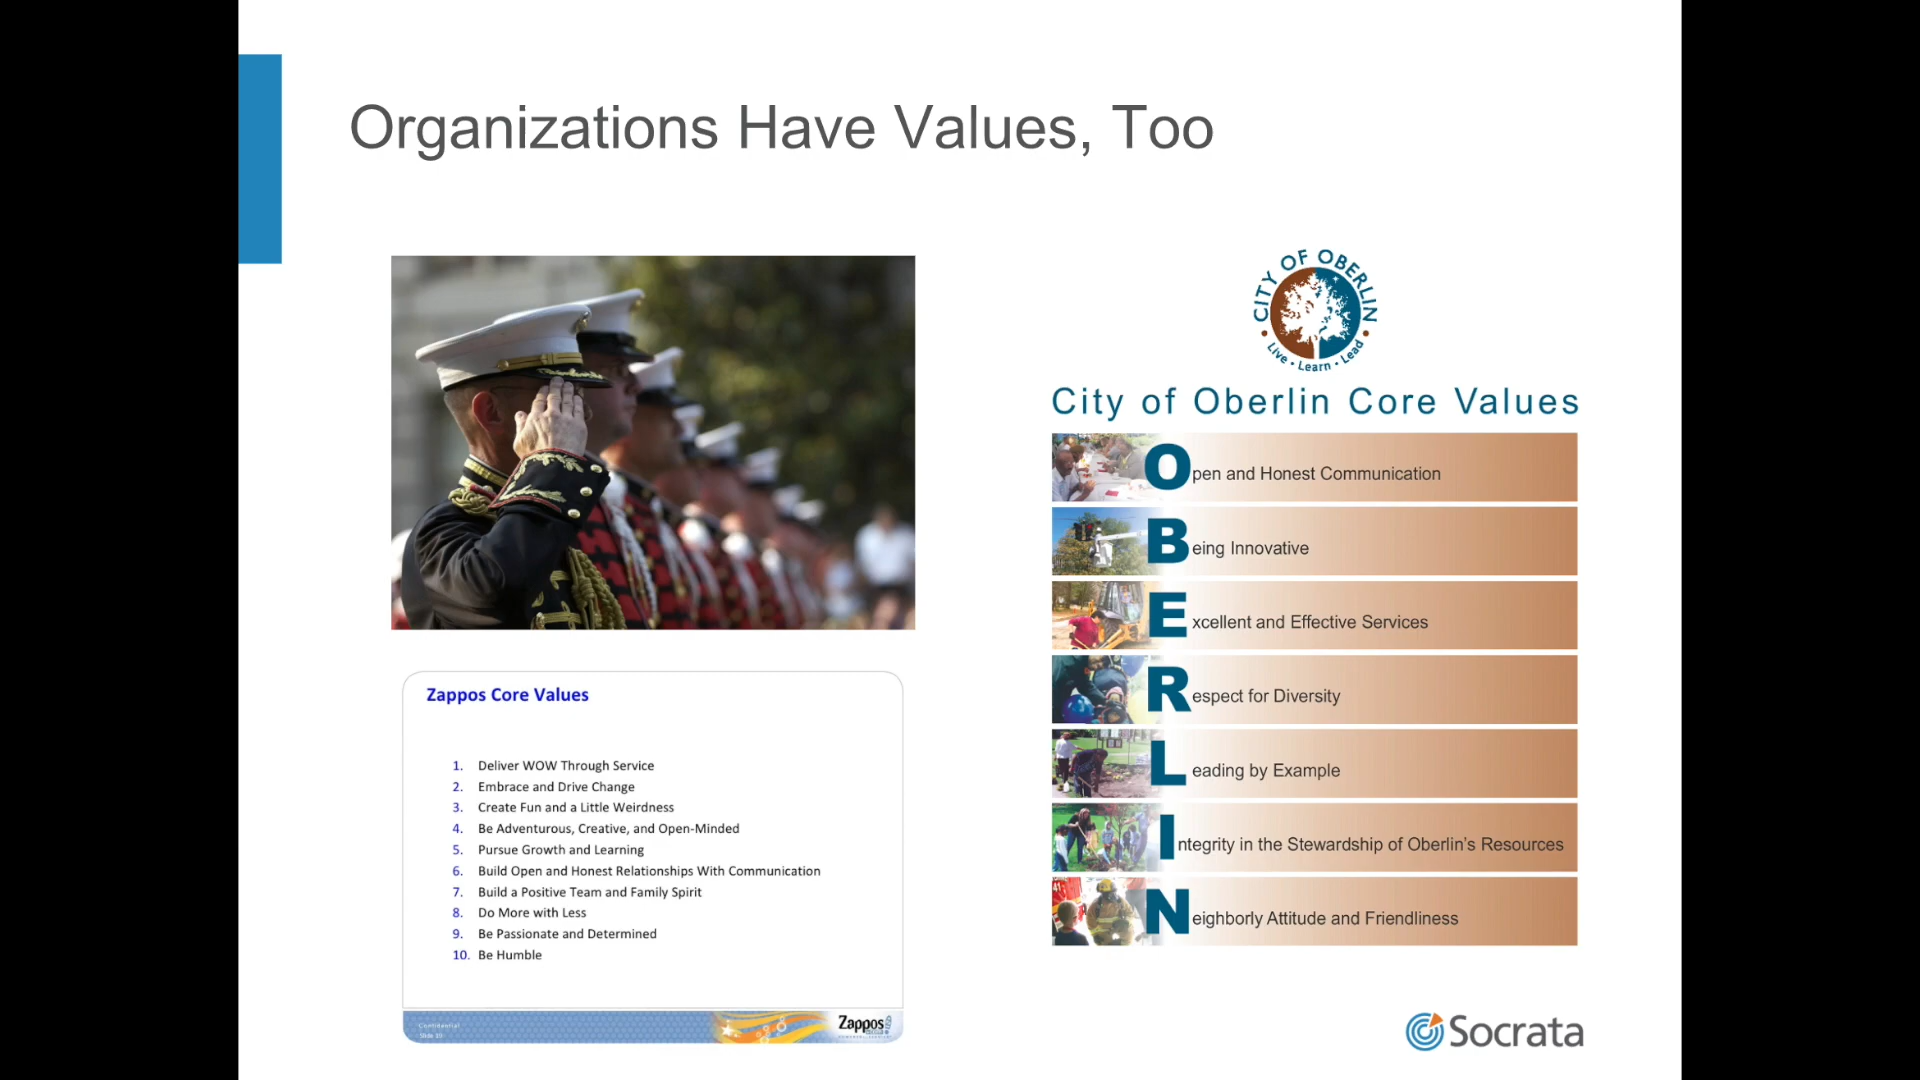 Organizations Have Values, Too
Zappos Core Values
1. Deliver WOW Through Service
2. Embrace and Drive Change
3. Create Fun and a Little Weirdness
4. Be Adventurous, Creative, and Open-Minded
5. Pursue Growth and Learning
6. Build Open and Honest Relationships With Communication
7. Build a Positive Team and Family Spirit
8. Do More with Less
9. Be Passionate and Determined
10. Be Humble
Confidential
Zappos
CITY OF OBERLIN
Live • Learn • Lead
City of Oberlin Core Values
Open and Honest Communication
Being Innovative
Excellent and Effective Services
Respect for Diversity
Leading by Example
Integrity in the Stewardship of Oberlin's Resources
Neighborly Attitude and Friendliness
Socrata